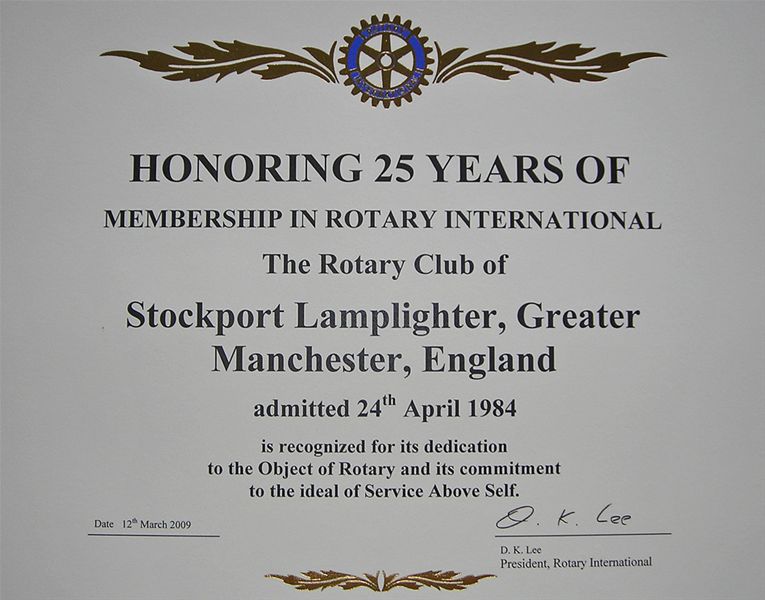 ROTARY
INTERNATIONAL
HONORING 25 YEARS OF
MEMBERSHIP IN ROTARY INTERNATIONAL
The Rotary Club of
Stockport Lamplighter, Greater
Manchester, England
admitted 24th April 1984
is recognized for its dedication
to the Object of Rotary and its commitment
to the ideal of Service Above Self.
Date 12th March 2009
D. K. Lee
D. K. Lee
President, Rotary International